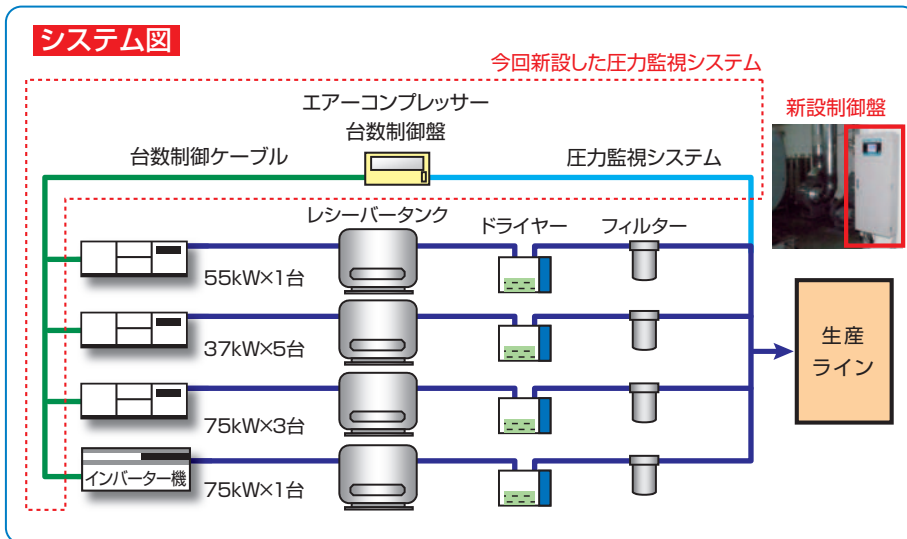 システム図
今回新設した圧力監視システム
エアーコンプレッサー
台数制御盤
新設制御盤
台数制御ケーブル
圧力監視システム
レシーバータンク
ドライヤー
フィルター
55kW×1台
37kW×5台
生産
ライン
75kW×3台
インバーター機
75kW×1台